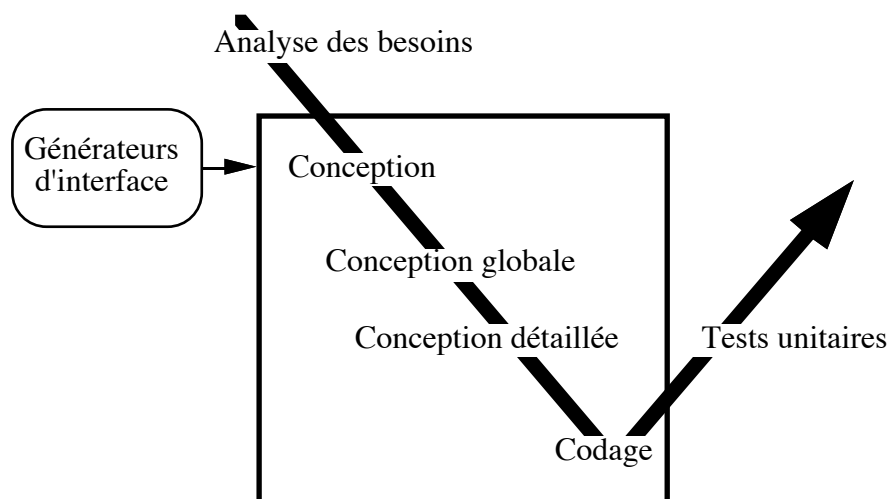 Analyse des besoins
Générateurs
d'interface
Conception
Conception globale
Conception détaillée
Tests unitaires
Codage